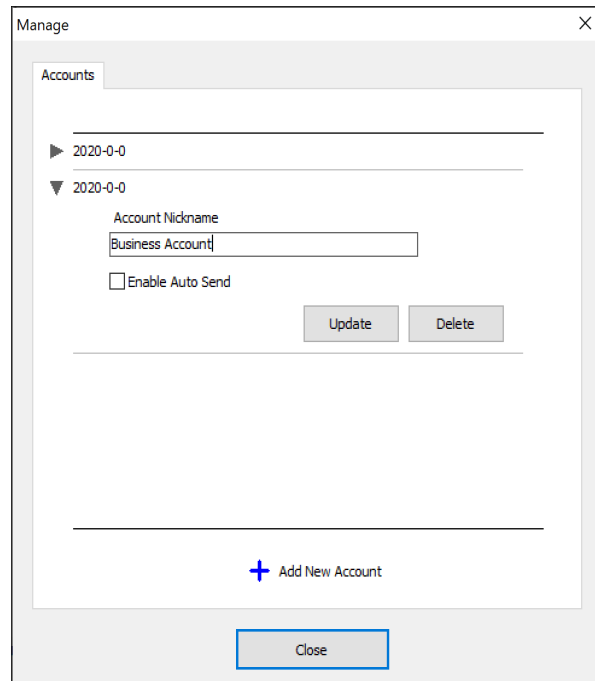 Manage
Accounts
2020-0-0
2020-0-0
Account Nickname
Business Account
Enable Auto Send
Update Delete
Add New Account
Close